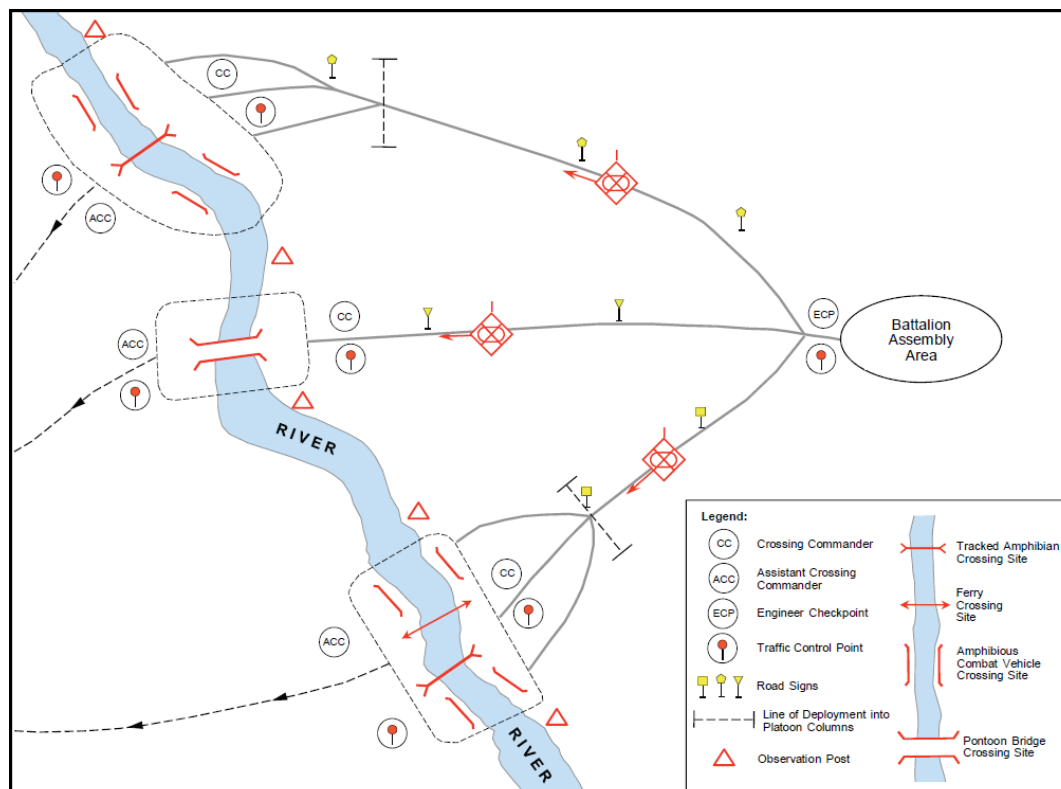 CC
ACC
CC
ACC
ECP
Battalion
Assembly
Area
RIVER
CC
ACC
RIVER
Legend:
CC
Crossing Commander
ACC
Assistant Crossing
Commander
ECP
Engineer Checkpoint
Traffic Control Point
Road Signs
Line of Deployment into
Platoon Columns
Observation Post
Tracked Amphibian
Crossing Site
Ferry
Crossing
Site
Amphibious
Combat Vehicle
Crossing Site
Pontoon Bridge
Crossing Site